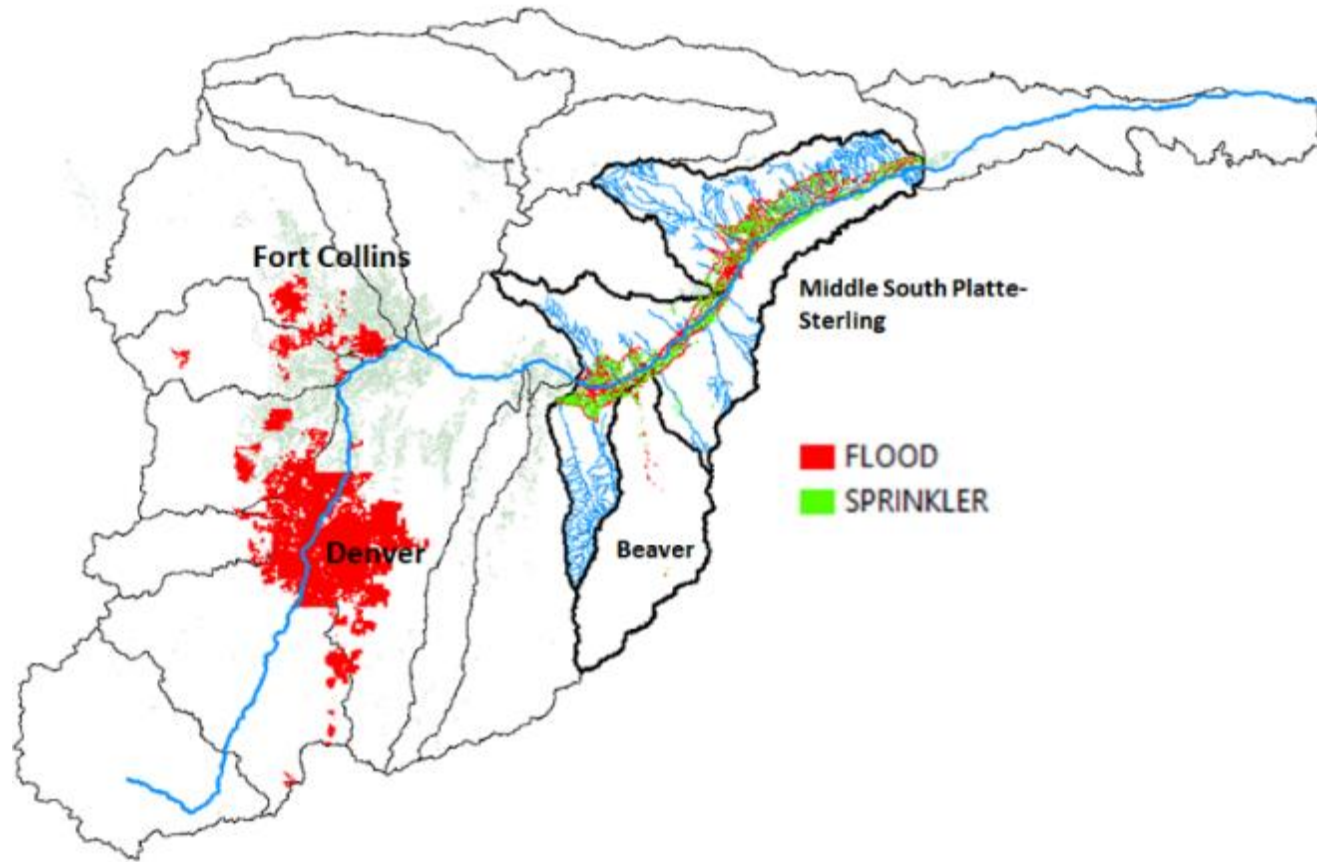 Fort Collins
Middle South Platte-
Sterling
FLOOD
SPRINKLER
Denver
Beaver